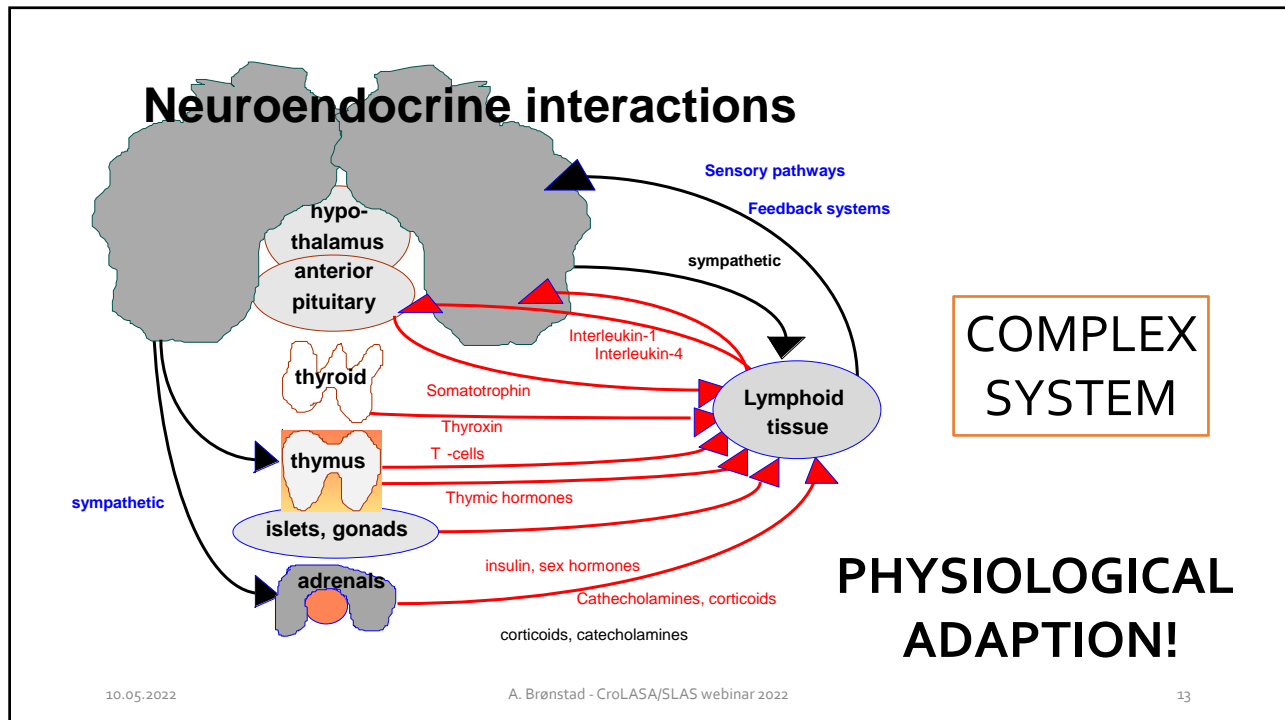 Neuroendocrine interactions
Sensory pathways
Feedback systems
hypo-
thalamus
anterior
pituitary
sympathetic
Interleukin-1
Interleukin-4
COMPLEX
SYSTEM
thyroid
Somatotrophin
Lymphoid
tissue
Thyroxin
T -cells
thymus
Thymic hormones
sympathetic
islets, gonads
insulin, sex hormones
adrenals
Cathecholamines, corticoids
corticoids, catecholamines
PHYSIOLOGICAL
ADAPTION!
10.05.2022
A. Brønstad - CroLASA/SLAS webinar 2022
13